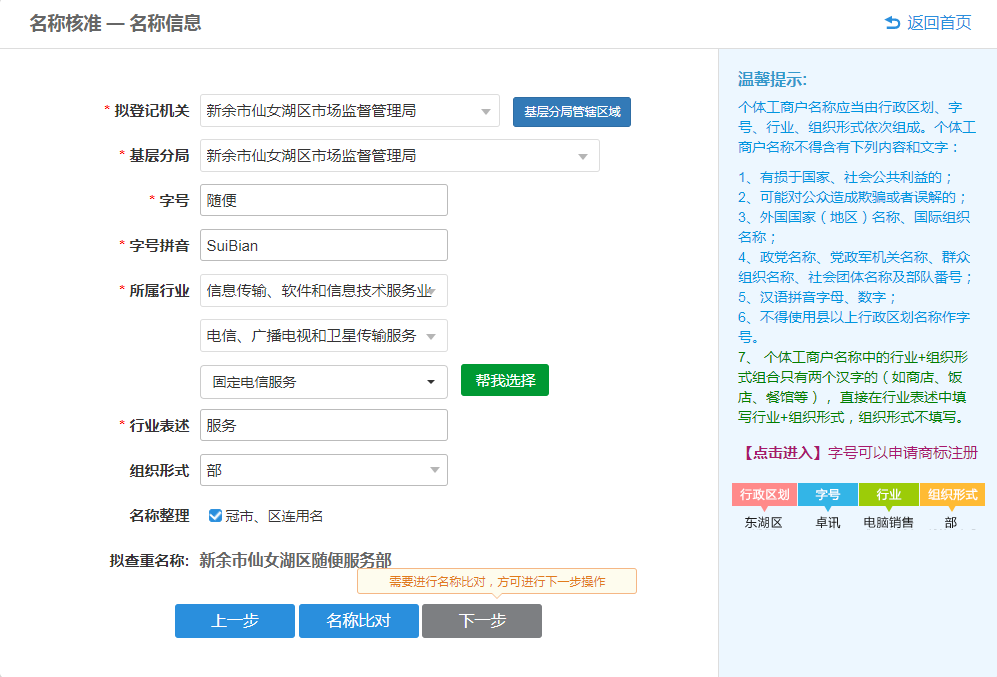 名称核准 — 名称信息
返回首页
* 拟登记机关 新余市仙女湖区市场监督管理局 基层分局管辖区域
* 基层分局 新余市仙女湖区市场监督管理局
* 字号 随便
* 字号拼音 SuiBian
* 所属行业 信息传输、软件和信息技术服务业
电信、广播电视和卫星传输服务
固定电信服务 帮我选择
* 行业表述 服务
组织形式 部
名称整理 冠市、区连用名
拟查重名称: 新余市仙女湖区随便服务部
需要进行名称比对，方可进行下一步操作
上一步 名称比对 下一步
温馨提示:
个体工商户名称应当由行政区划、字
号、行业、组织形式依次组成。个体工
商户名称不得含有下列内容和文字：
1、有损于国家、社会公共利益的；
2、可能对公众造成欺骗或者误解的；
3、外国国家（地区）名称、国际组织
名称；
4、政党名称、党政军机关名称、群众
组织名称、社会团体名称及部队番号；
5、汉语拼音字母、数字；
6、不得使用县以上行政区划名称作字
号。
7、 个体工商户名称中的行业+组织形
式组合只有两个汉字的（如商店、饭
店、餐馆等），直接在行业表述中填
写行业+组织形式，组织形式不填写。
【点击进入】字号可以申请商标注册
行政区划 字号 行业 组织形式
东湖区 卓讯 电脑销售 部